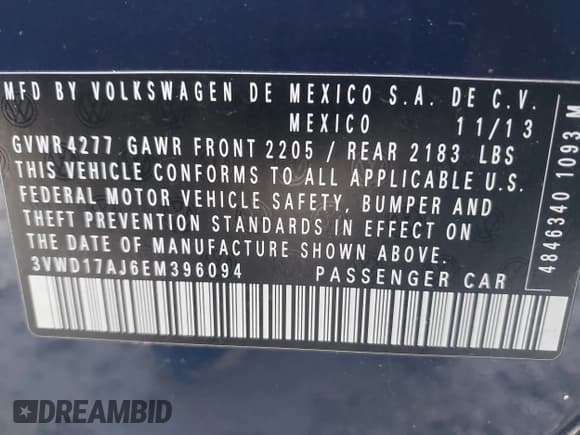 MFD BY VOLKSWAGEN DE MEXICO S.A. DE C.V.
MEXICO 11/13
GVWR 4277 GAWR FRONT 2205 / REAR 2183 LBS
THIS VEHICLE CONFORMS TO ALL APPLICABLE U.S.
FEDERAL MOTOR VEHICLE SAFETY, BUMPER AND
THEFT PREVENTION STANDARDS IN EFFECT ON
THE DATE OF MANUFACTURE SHOWN ABOVE.
3VWD17AJ6EM396094 PASSENGER CAR
4846340 1093 M
DREAMBID